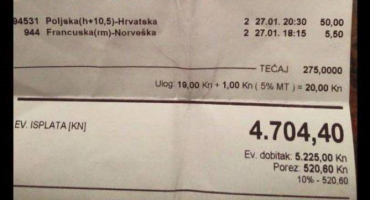 94531 Poljska(h+10,5)-Hrvatska 2 27.01. 20:30 50,00
944 Francuska(rm)-Norveška 2 27.01. 18:15 5,50
TEČAJ 275,0000
Ulog: 19,00 Kn + 1,00 Kn ( 5% MT ) = 20,00 Kn
EV. ISPLATA [KN] 4.704,40
Ev. dobitak: 5.225,00 Kn
Porez: 520,60 Kn
10% - 520,60